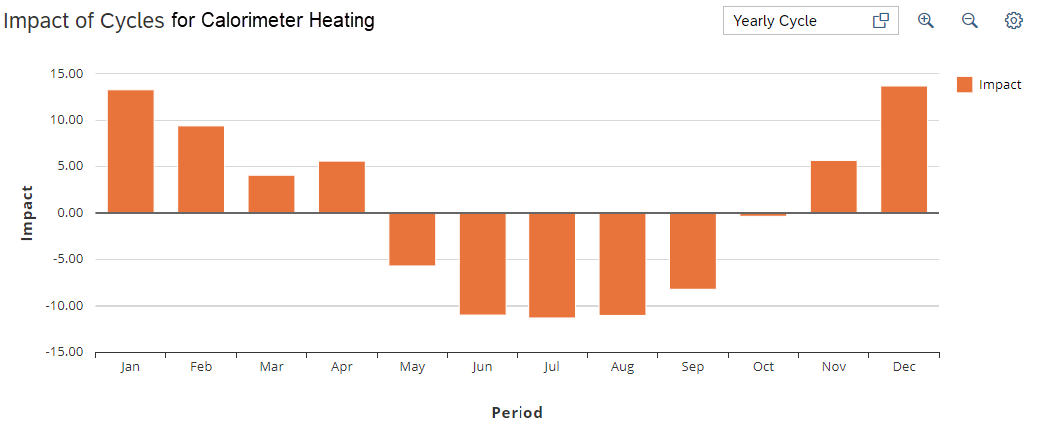 Impact of Cycles for Calorimeter Heating
Yearly Cycle
15.00
10.00
5.00
0.00
-5.00
-10.00
-15.00
Impact
Impact
Jan Feb Mar Apr May Jun Jul Aug Sep Oct Nov Dec
Period